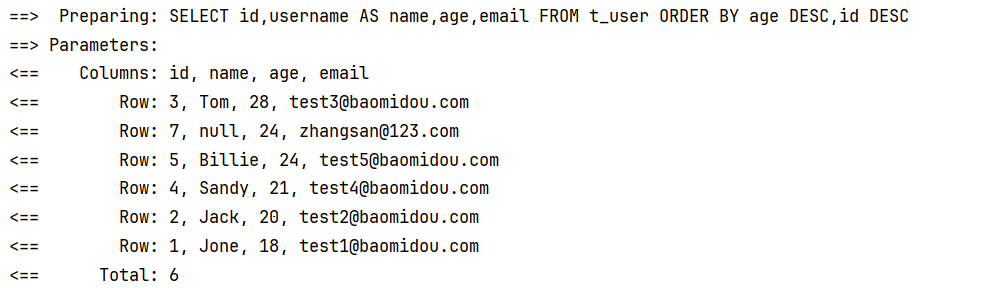 ==>  Preparing: SELECT id,username AS name,age,email FROM t_user ORDER BY age DESC,id DESC
==> Parameters:
<==    Columns: id, name, age, email
<==        Row: 3, Tom, 28, test3@baomidou.com
<==        Row: 7, null, 24, zhangsan@123.com
<==        Row: 5, Billie, 24, test5@baomidou.com
<==        Row: 4, Sandy, 21, test4@baomidou.com
<==        Row: 2, Jack, 20, test2@baomidou.com
<==        Row: 1, Jone, 18, test1@baomidou.com
<==      Total: 6